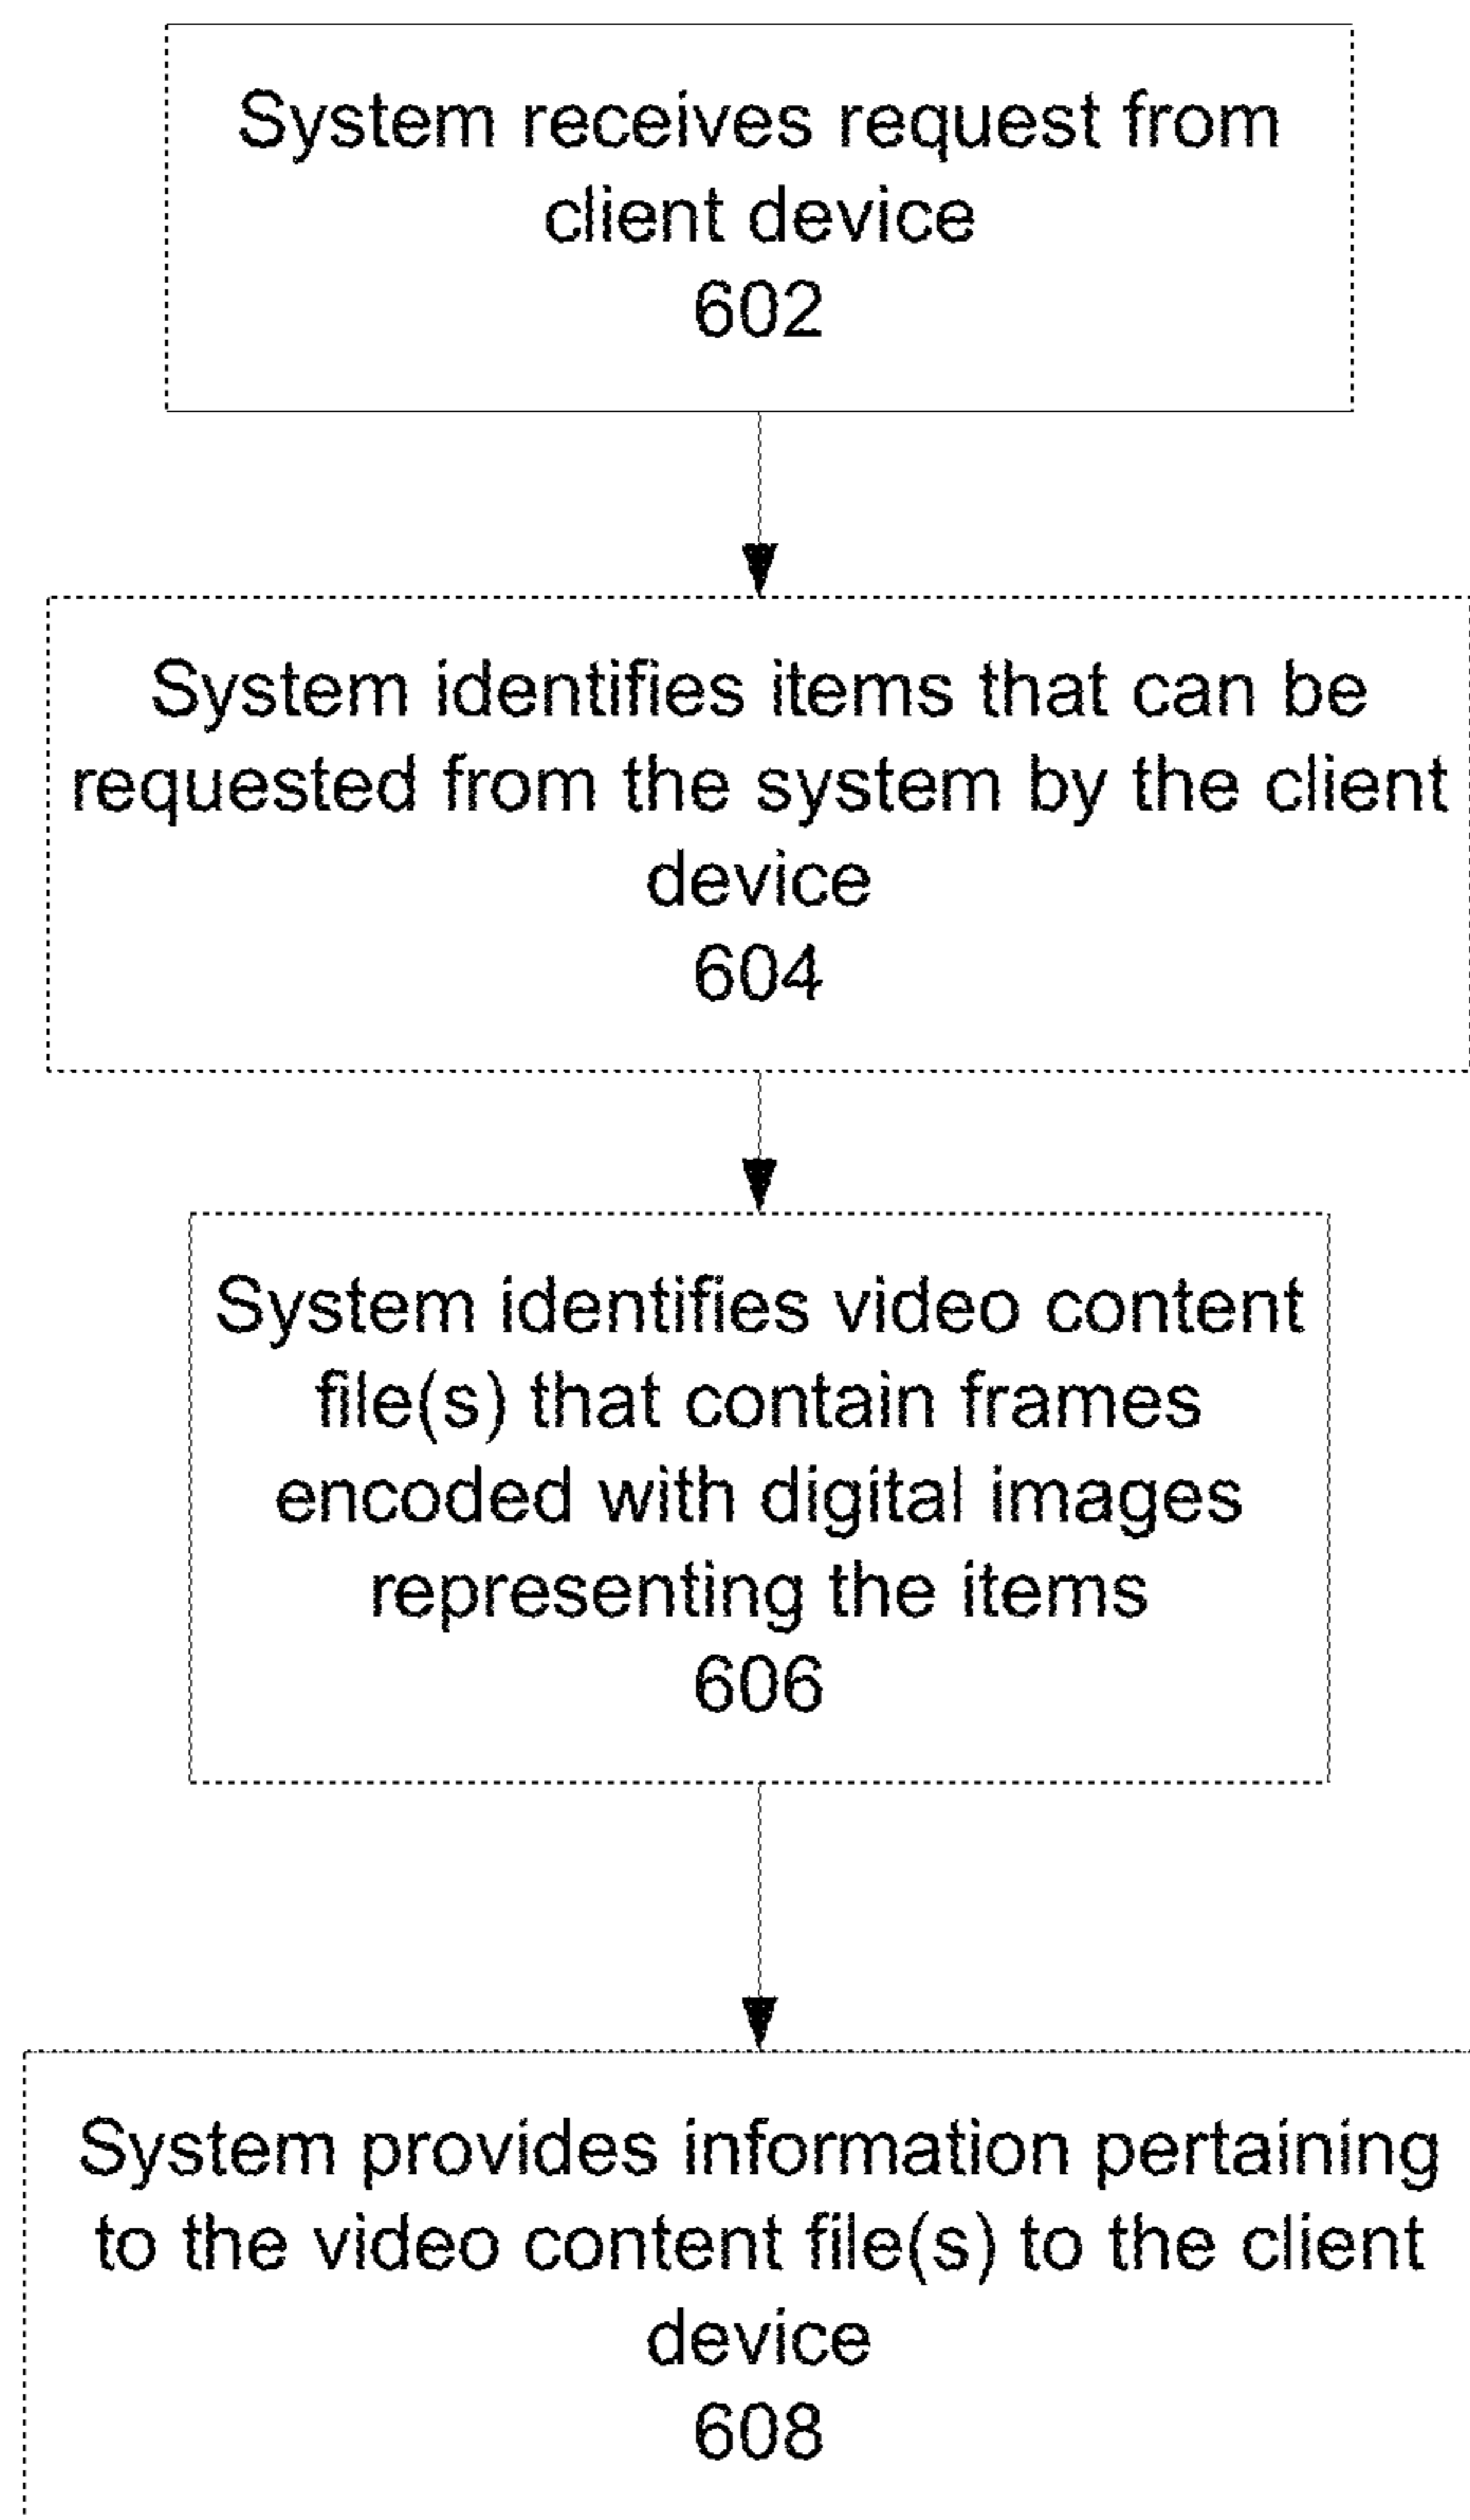 System receives request from
client device
602
System identifies items that can be
requested from the system by the client
device
604
System identifies video content
file(s) that contain frames
encoded with digital images
representing the items
606
System provides information pertaining
to the video content file(s) to the client
device
608